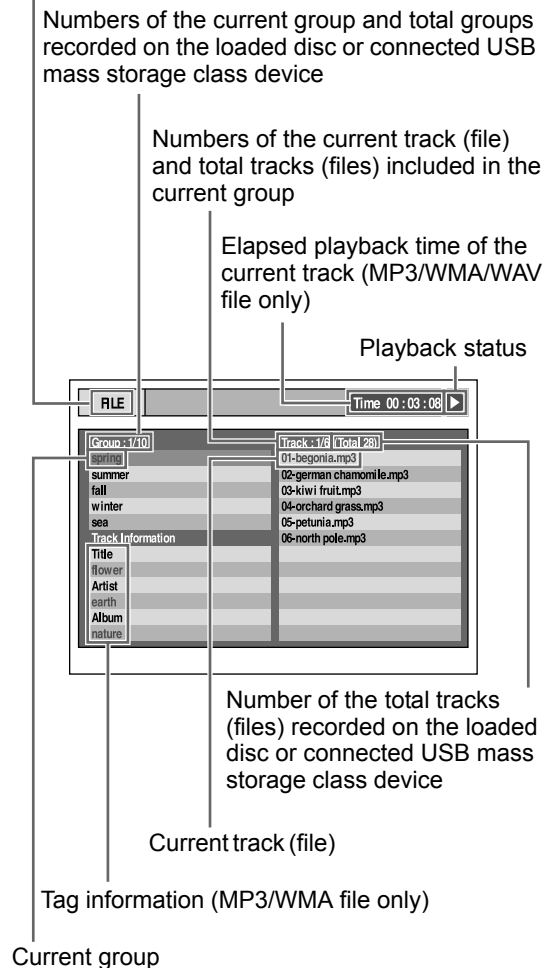 Numbers of the current group and total groups
recorded on the loaded disc or connected USB
mass storage class device
Numbers of the current track (file)
and total tracks (files) included in the
current group
Elapsed playback time of the
current track (MP3/WMA/WAV
file only)
Playback status
FILE
Time 00 : 03 : 08
Group : 1/10
spring
summer
fall
winter
sea
Track Information
Title
flower
Artist
earth
Album
nature
Track : 1/6 (Total 28)
01-begonia.mp3
02-german chamomile.mp3
03-kiwi fruit.mp3
04-orchard grass.mp3
05-petunia.mp3
06-north pole.mp3
Number of the total tracks
(files) recorded on the loaded
disc or connected USB mass
storage class device
Current track (file)
Tag information (MP3/WMA file only)
Current group